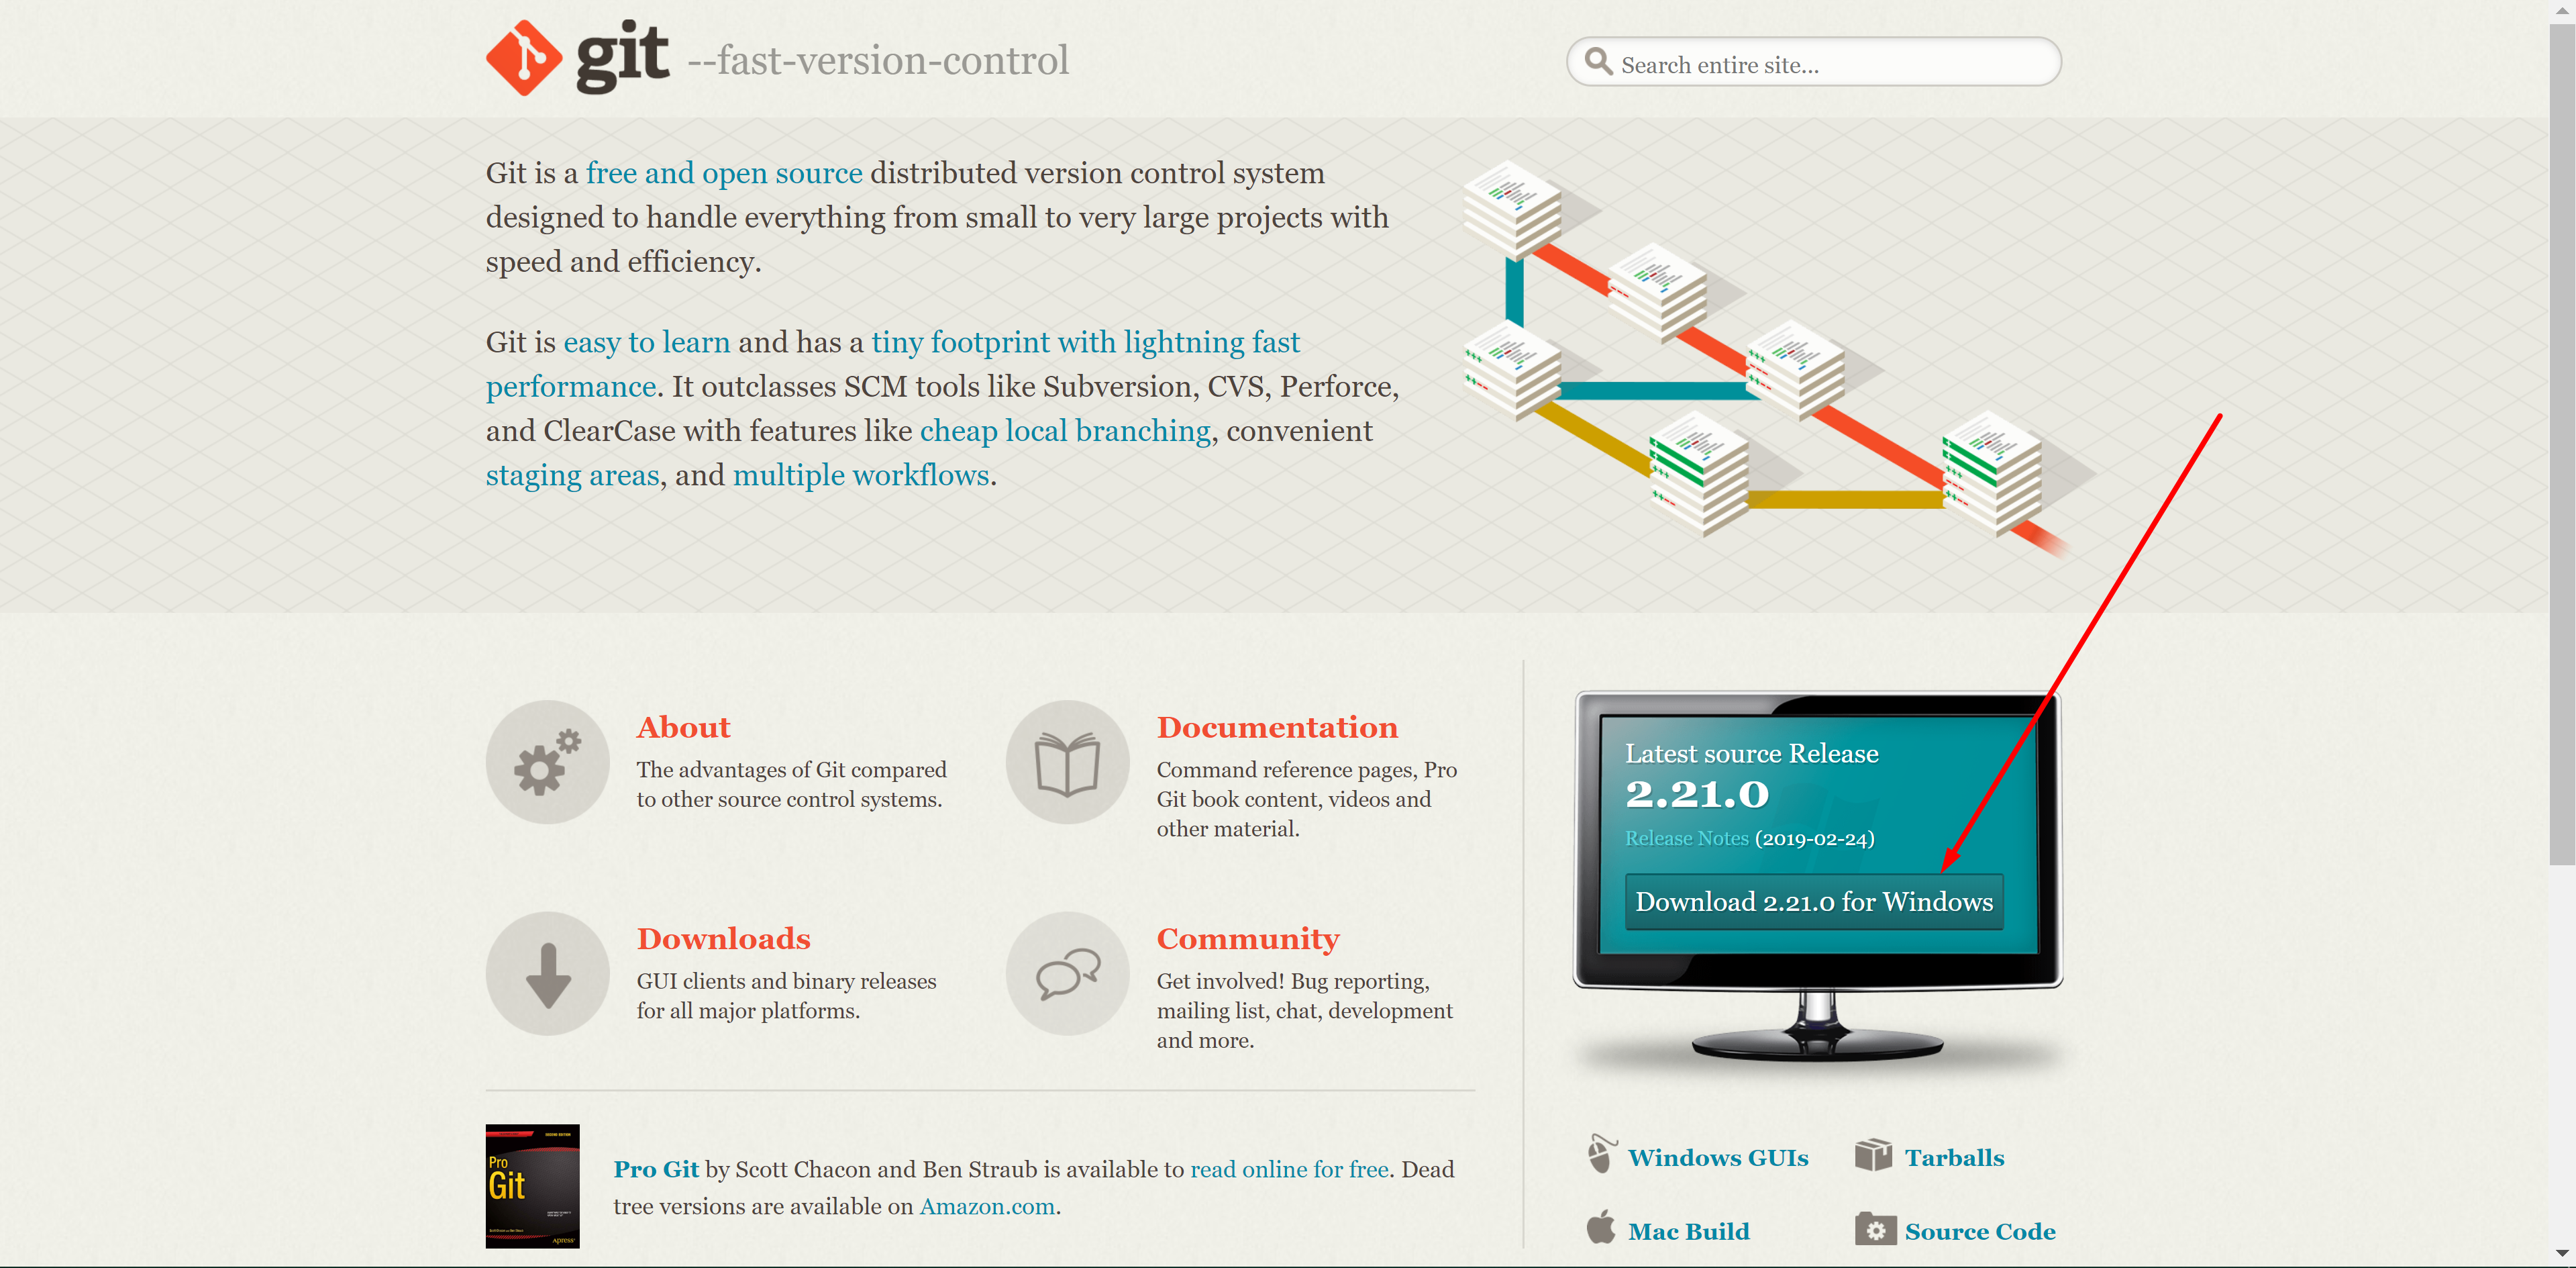 git --fast-version-control
Search entire site...
Git is a free and open source distributed version control system
designed to handle everything from small to very large projects with
speed and efficiency.
Git is easy to learn and has a tiny footprint with lightning fast
performance. It outclasses SCM tools like Subversion, CVS, Perforce,
and ClearCase with features like cheap local branching, convenient
staging areas, and multiple workflows.
About
The advantages of Git compared
to other source control systems.
Documentation
Command reference pages, Pro
Git book content, videos and
other material.
Downloads
GUI clients and binary releases
for all major platforms.
Community
Get involved! Bug reporting,
mailing list, chat, development
and more.
Latest source Release
2.21.0
Release Notes (2019-02-24)
Download 2.21.0 for Windows
Pro
Git
Apress
Pro Git by Scott Chacon and Ben Straub is available to read online for free. Dead
tree versions are available on Amazon.com.
Windows GUIs
Tarballs
Mac Build
Source Code